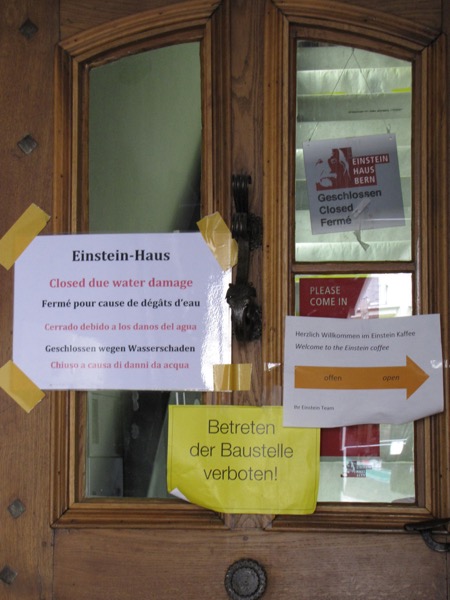 EINSTEIN
HAUS
BERN
Geschlossen
Closed
Fermé
Einstein-Haus
Closed due water damage
Fermé pour cause de dégâts d'eau
Cerrado debido a los danos del agua
Geschlossen wegen Wasserschaden
Chiuso a causa di danni da acqua
PLEASE
COME IN
Herzlich Willkommen im Einstein Kaffee
Welcome to the Einstein coffee
offen open
Ihr Einstein Team
Betreten
der Baustelle
verboten!